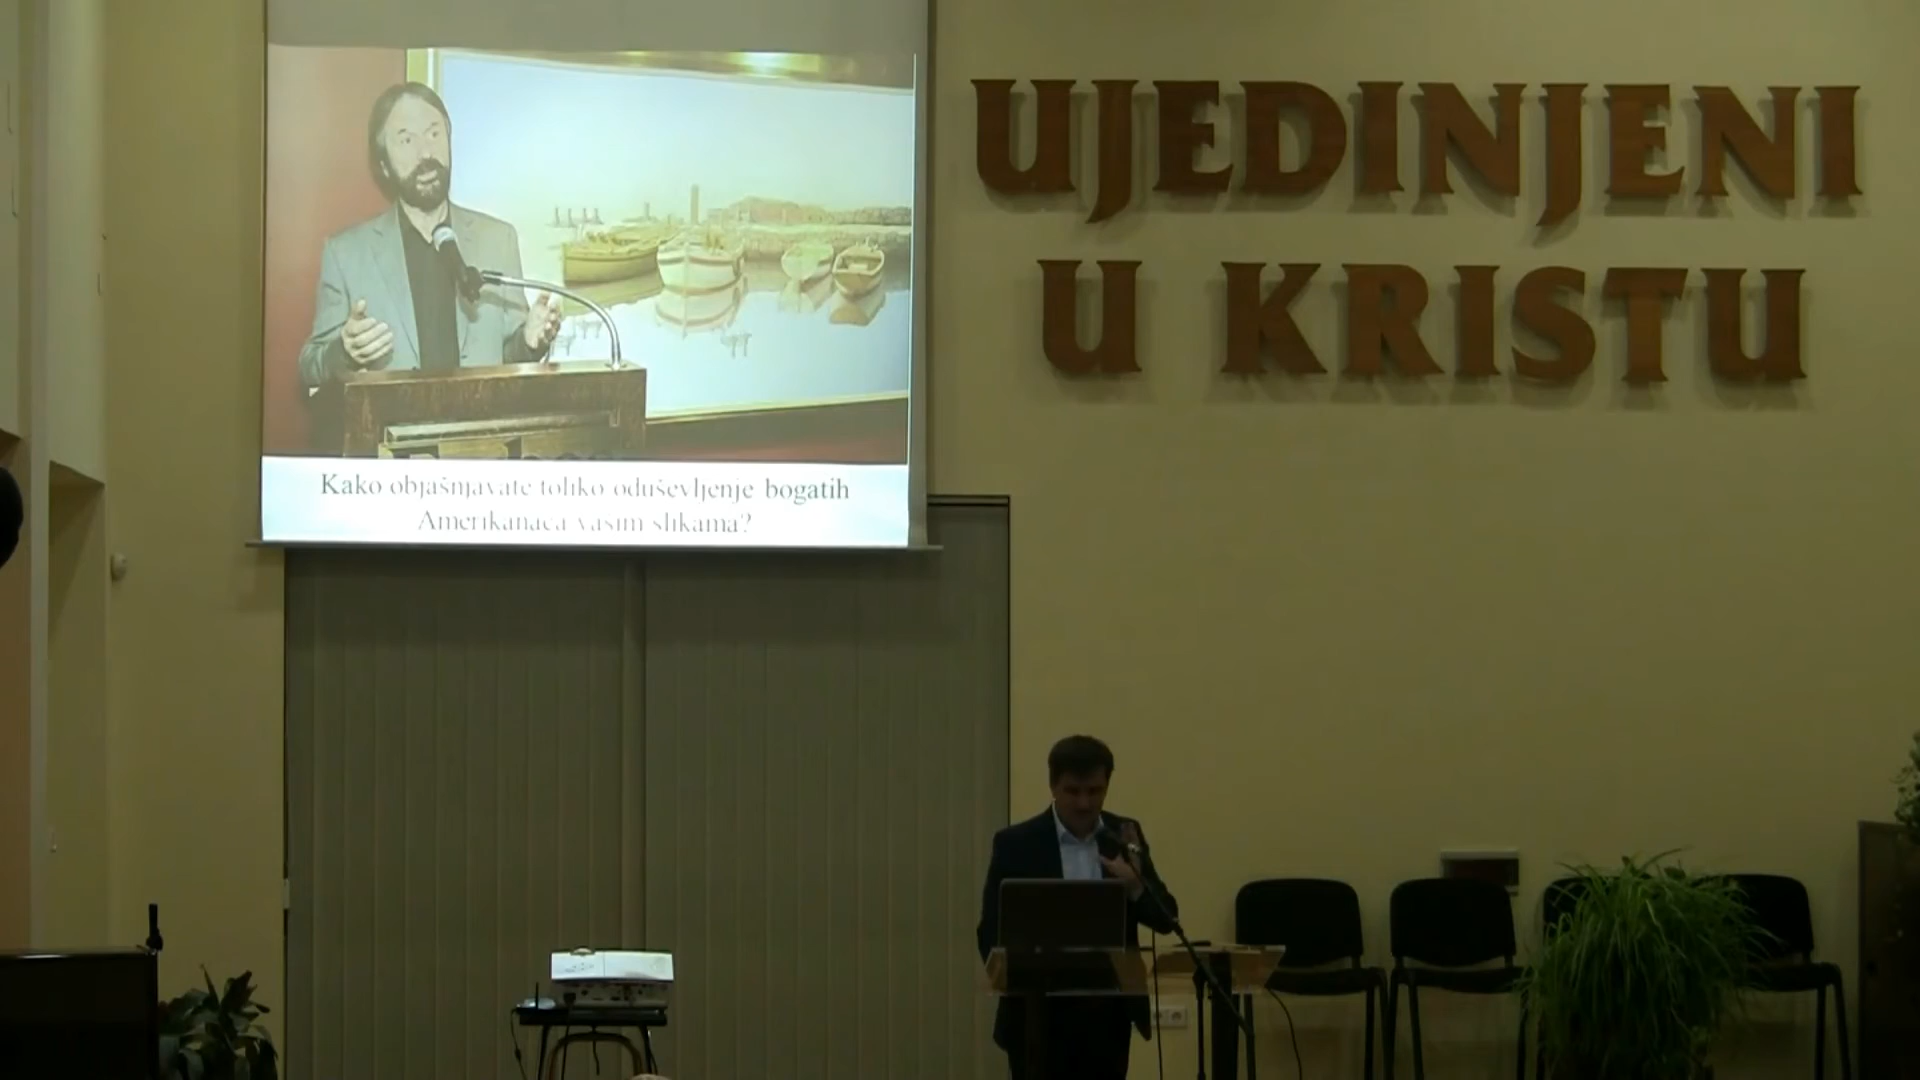 UJEDINJENI
U KRISTU
Kako objašnjavate toliko oduševljenje bogatih
Amerikanaca vašim slikama?